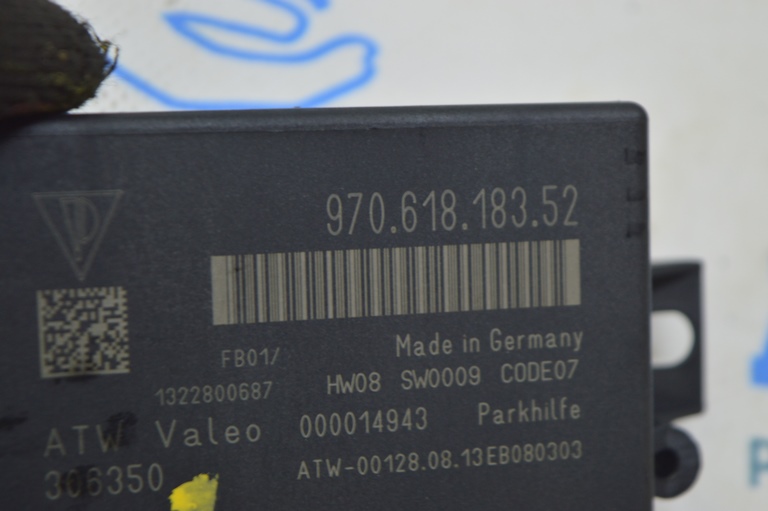 970.618.183.52
Made in Germany
FB01/
HW08 SW0009 CODE07
1322800687
ATW Valeo 000014943 Parkhilfe
306350
ATW-00128.08.13EB080303